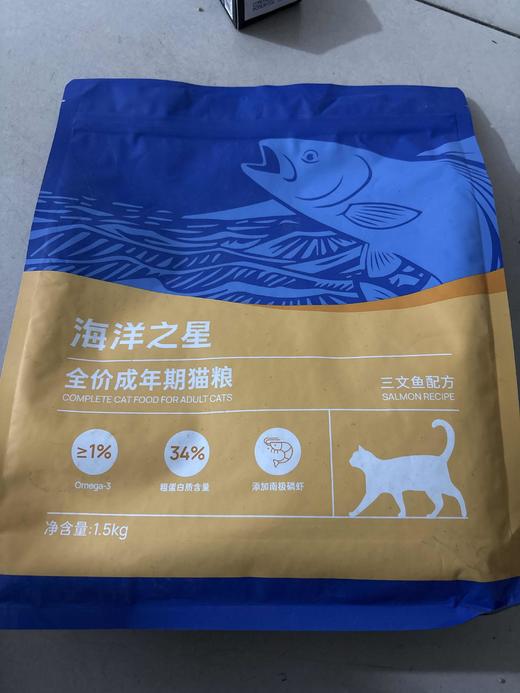 海洋之星
全价成年期猫粮
COMPLETE CAT FOOD FOR ADULT CATS
三文鱼配方
SALMON RECIPE
≥1%
34%
Omega-3
粗蛋白质含量
添加南极磷虾
净含量:1.5kg